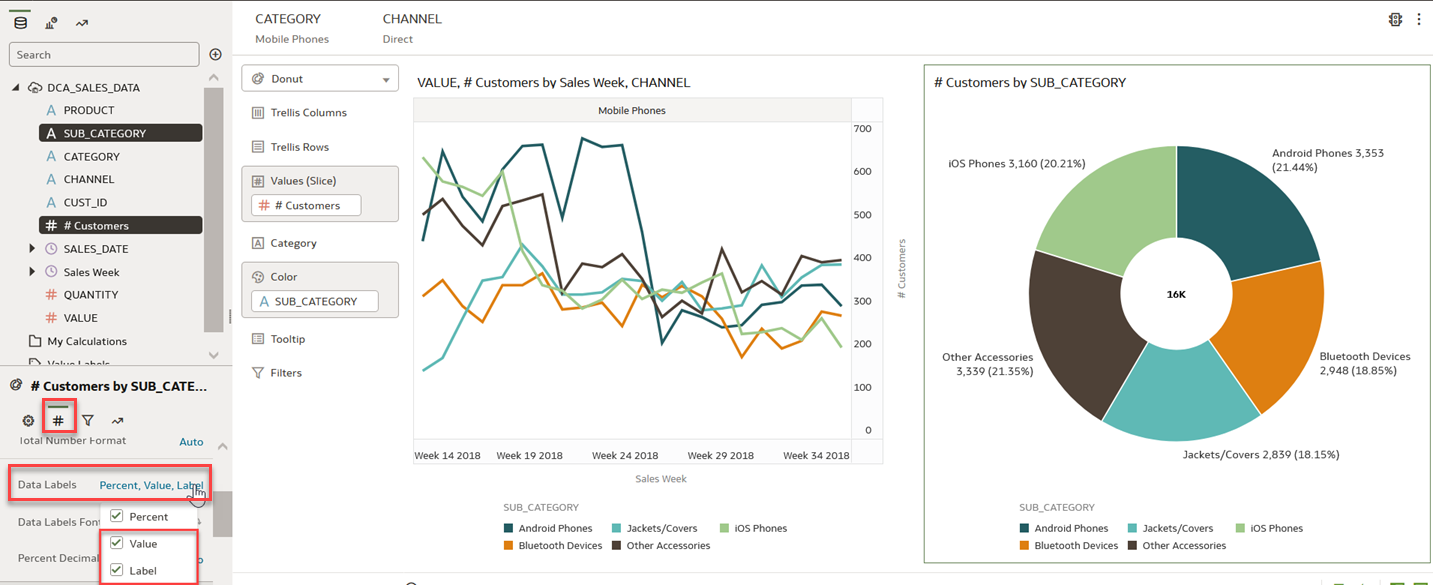 Search
DCA_SALES_DATA
A PRODUCT
A SUB_CATEGORY
A CATEGORY
A CHANNEL
A CUST_ID
# # Customers
SALES_DATE
Sales Week
# QUANTITY
# VALUE
My Calculations
Value Labels
# Customers by SUB_CATE...
#
Total Number Format
Auto
Data Labels
Percent, Value, Label
Data Labels Fon
Percent
Value
Percent Decimal
Label
CATEGORY
Mobile Phones
CHANNEL
Direct
Donut
Trellis Columns
Trellis Rows
Values (Slice)
# # Customers
Category
Color
A SUB_CATEGORY
Tooltip
Filters
VALUE, # Customers by Sales Week, CHANNEL
Mobile Phones
700
600
500
400
300
200
100
0
# Customers
Week 14 2018
Week 19 2018
Week 24 2018
Week 29 2018
Week 34 2018
Sales Week
SUB_CATEGORY
Android Phones
Jackets/Covers
iOS Phones
Bluetooth Devices
Other Accessories
# Customers by SUB_CATEGORY
iOS Phones 3,160 (20.21%)
Android Phones 3,353
(21.44%)
16K
Other Accessories
3,339 (21.35%)
Bluetooth Devices
2,948 (18.85%)
Jackets/Covers 2,839 (18.15%)
SUB_CATEGORY
Android Phones
Jackets/Covers
iOS Phones
Bluetooth Devices
Other Accessories